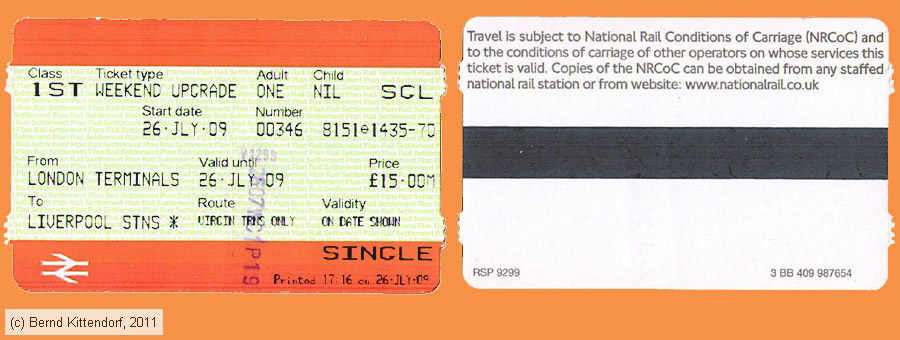 Class Ticket type Adult Child
1ST WEEKEND UPGRADE ONE NIL SGL
Start date Number
26·JLY·09 00346 8151 1435-70
From Valid until Price
LONDON TERMINALS 26·JLY·09 £15·00M
To Route Validity
LIVERPOOL STNS * VIRGIN TRNS ONLY ON DATE SHOWN
SINGLE
Printed 17:16 on 26·JLY·09
Travel is subject to National Rail Conditions of Carriage (NRCoC) and
to the conditions of carriage of other operators on whose services this
ticket is valid. Copies of the NRCoC can be obtained from any staffed
national rail station or from website: www.nationalrail.co.uk
RSP 9299 3 BB 409 987654
(c) Bernd Kittendorf, 2011